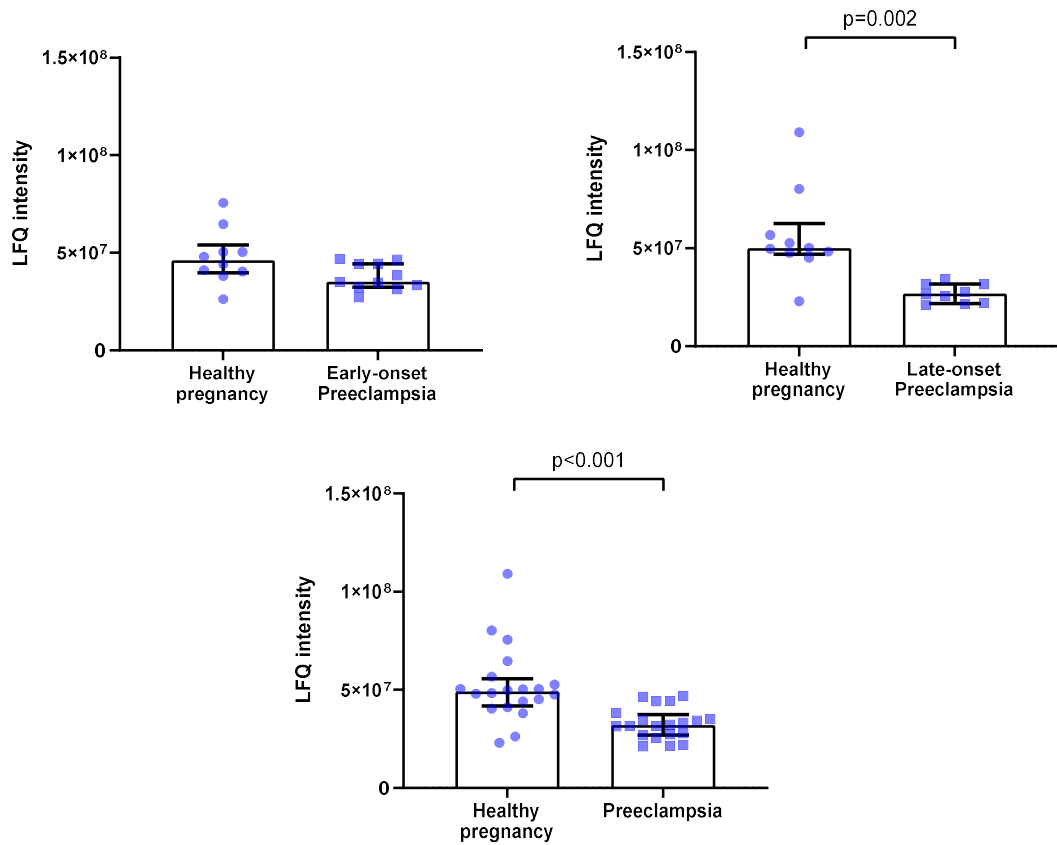 1.5×10⁸
1×10⁸
5×10⁷
0
LFQ intensity
Healthy
pregnancy
Early-onset
Preeclampsia
p=0.002
1.5×10⁸
1×10⁸
5×10⁷
0
LFQ intensity
Healthy
pregnancy
Late-onset
Preeclampsia
p<0.001
1.5×10⁸
1×10⁸
5×10⁷
0
LFQ intensity
Healthy
pregnancy
Preeclampsia